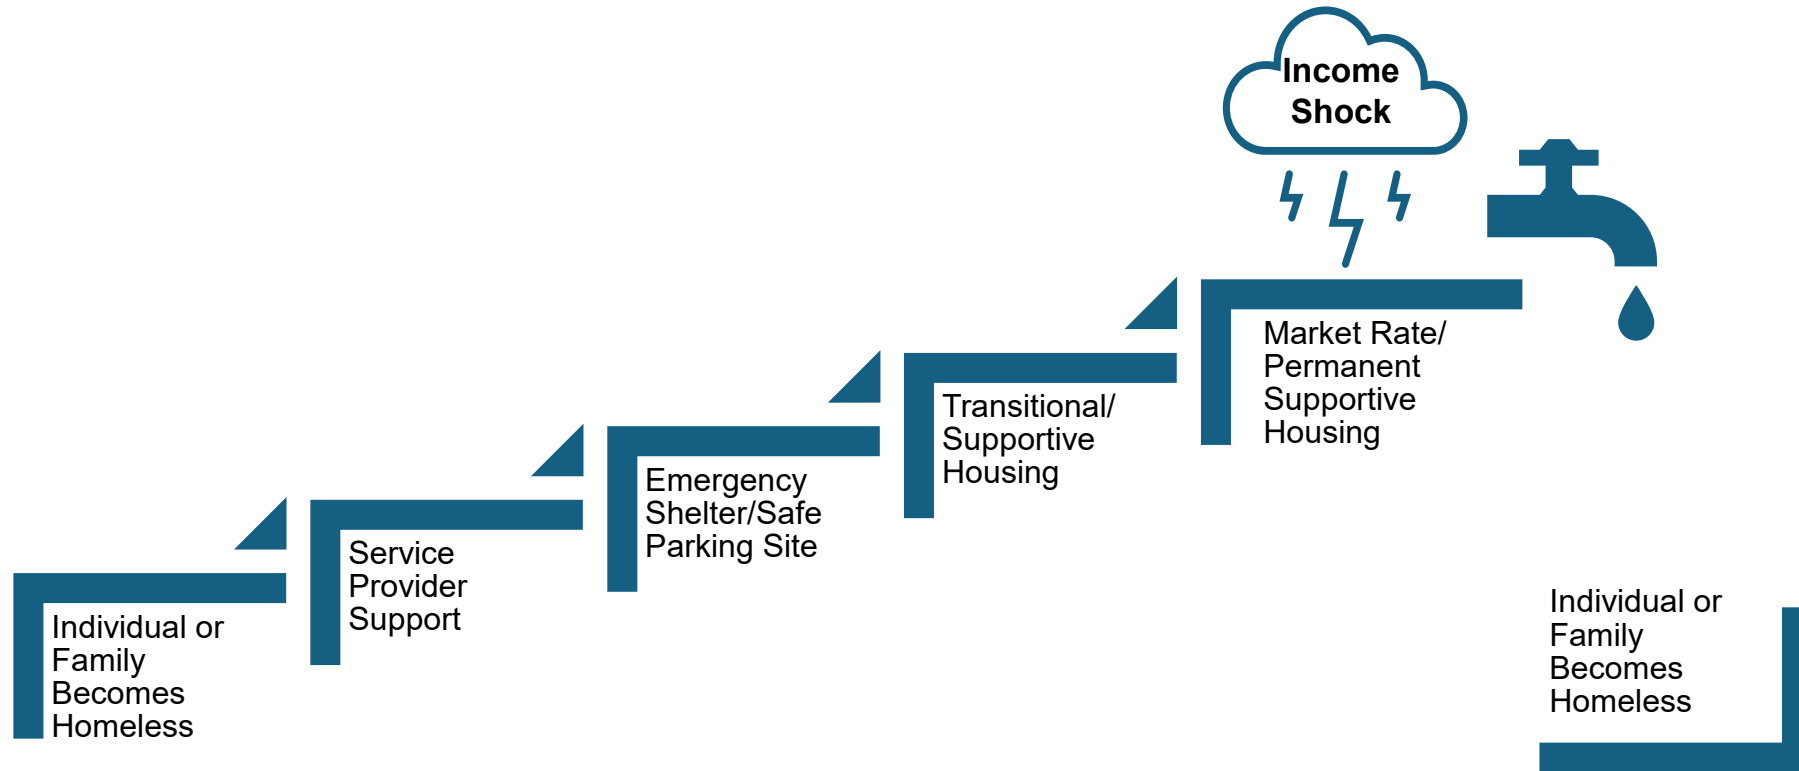 Income
Shock
Market Rate/
Permanent
Supportive
Housing
Transitional/
Supportive
Housing
Emergency
Shelter/Safe
Parking Site
Service
Provider
Support
Individual or
Family
Becomes
Homeless
Individual or
Family
Becomes
Homeless